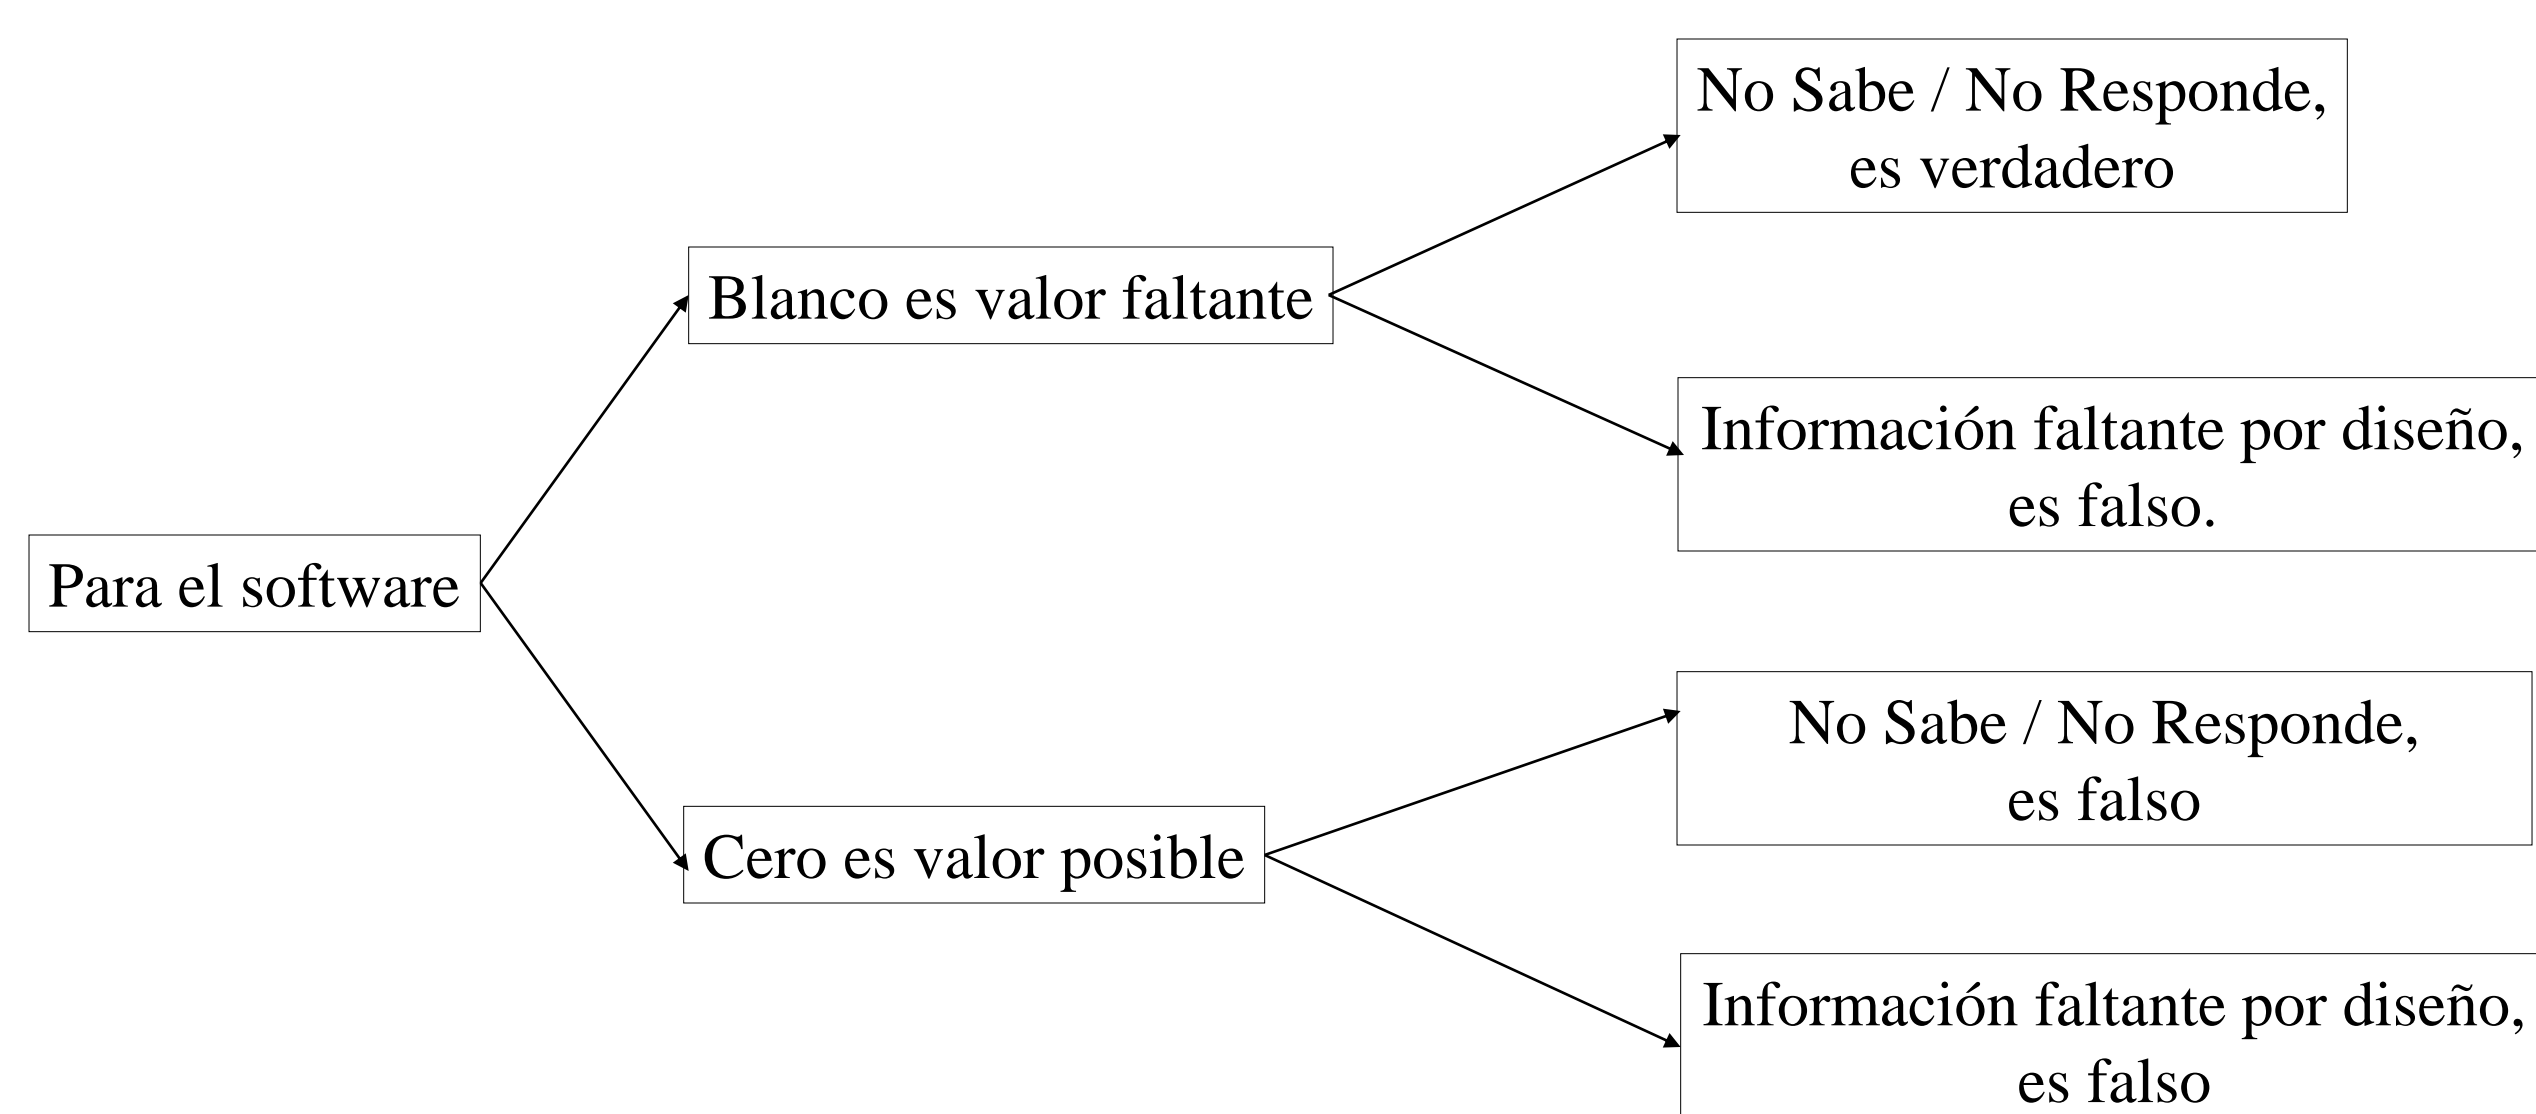 No Sabe / No Responde,
es verdadero
Blanco es valor faltante
Información faltante por diseño,
es falso.
Para el software
No Sabe / No Responde,
es falso
Cero es valor posible
Información faltante por diseño,
es falso